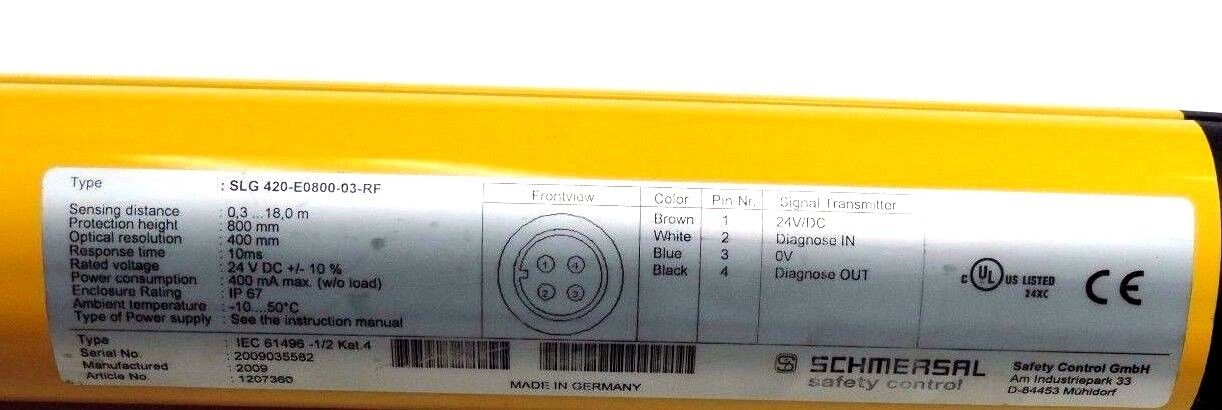 Type : SLG 420-E0800-03-RF
Sensing distance : 0,3 ...18,0 m
Protection height : 800 mm
Optical resolution : 400 mm
Response time : 10ms
Rated voltage : 24 V DC +/- 10 %
Power consumption : 400 mA max. (w/o load)
Enclosure Rating : IP 67
Ambient temperature : -10....50°C
Type of Power supply : See the instruction manual
Frontview
1 4
2 3
Color Pin-Nr. Signal Transmitter
Brown 1 24V/DC
White 2 Diagnose IN
Blue 3 0V
Black 4 Diagnose OUT
C UL US LISTED
24XC
CE
Type : IEC 61496 -1/2 Kat.4
Serial No. : 2009035582
Manufactured : 2009
Article No. : 1207360
MADE IN GERMANY
SCHMERSAL
safety control
Safety Control GmbH
Am Industriepark 33
D-84453 Mühldorf